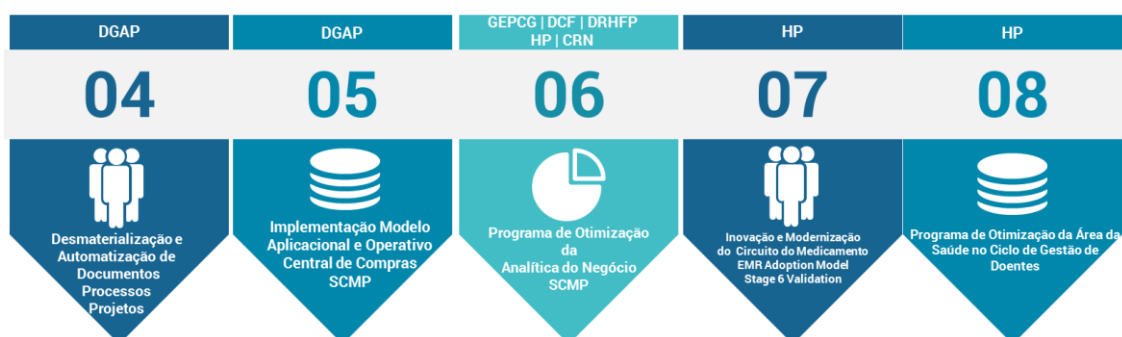 DGAP
04
Desmaterialização e
Automatização de
Documentos
Processos
Projetos
DGAP
05
Implementação Modelo
Aplicacional e Operativo
Central de Compras
SCMP
GEPCG | DCF | DRHFP
HP | CRN
06
Programa de Otimização
da
Analítica do Negócio
SCMP
HP
07
Inovação e Modernização
do Circuito do Medicamento
EMR Adoption Model
Stage 6 Validation
HP
08
Programa de Otimização da Área da
Saúde no Ciclo de Gestão de
Doentes